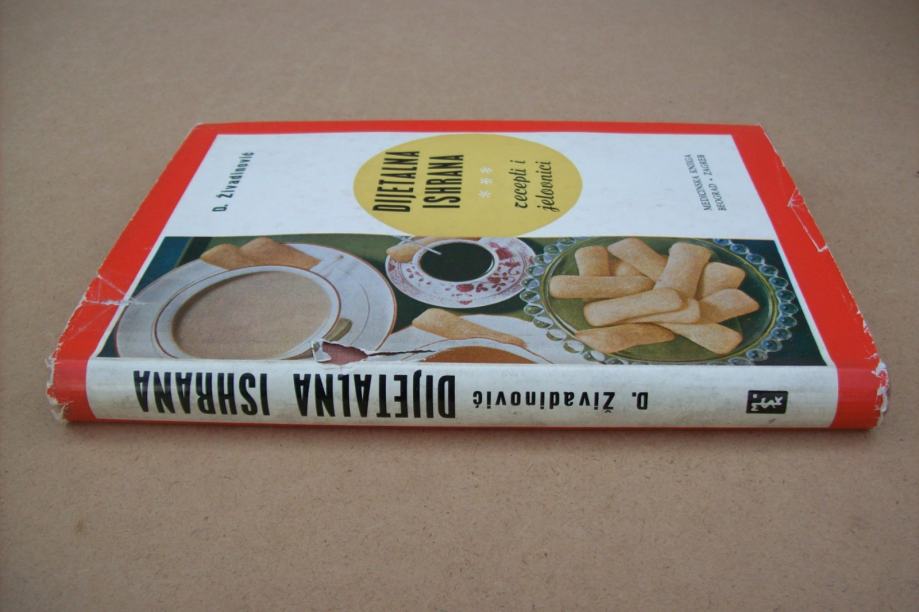 D. Živadinović
DIJETALNA
ISHRANA
***
recepti i
jelovnici
MEDICINSKA KNJIGA
BEOGRAD • ZAGREB
D. Živadinović
DIJETALNA ISHRANA